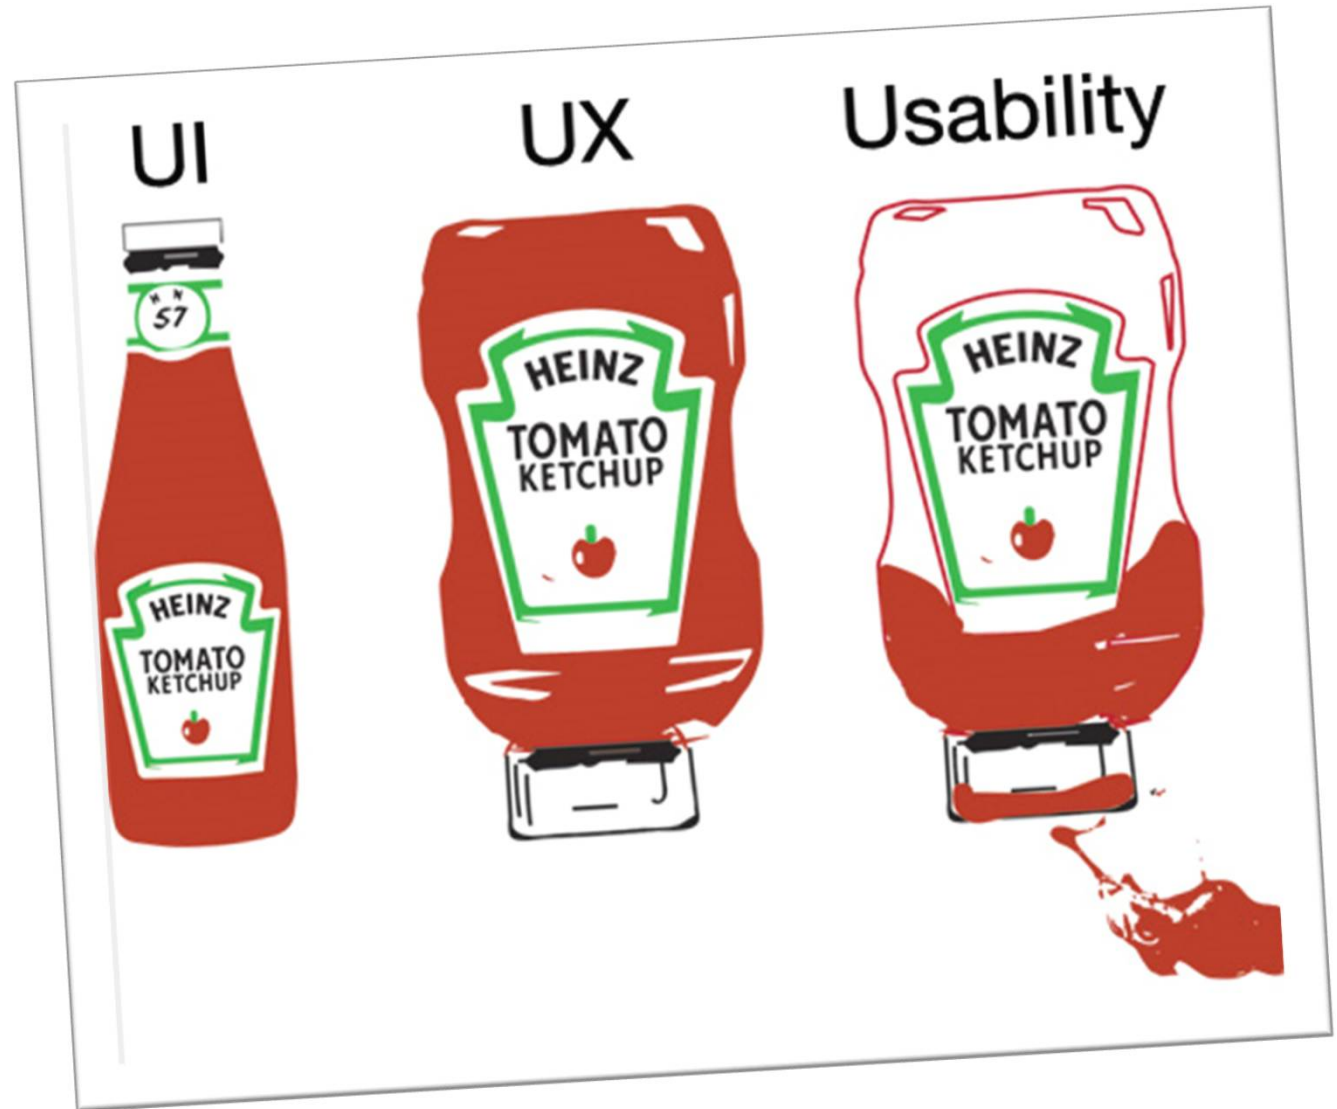 UI
UX
Usability
H N
57
HEINZ
TOMATO
KETCHUP
HEINZ
TOMATO
KETCHUP
HEINZ
TOMATO
KETCHUP